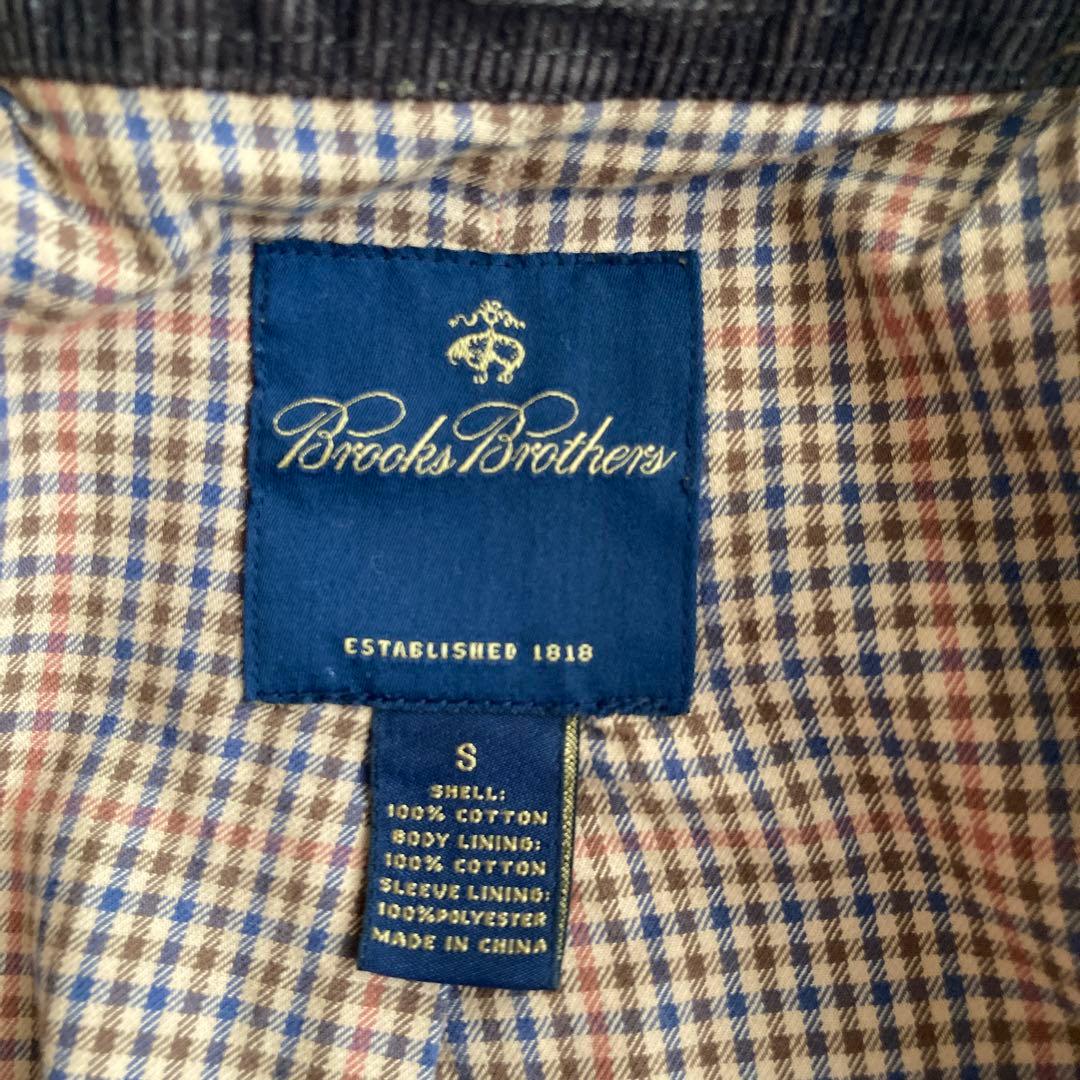 Brooks Brothers
ESTABLISHED 1818
S
SHELL:
100% COTTON
BODY LINING:
100% COTTON
SLEEVE LINING:
100%POLYESTER
MADE IN CHINA